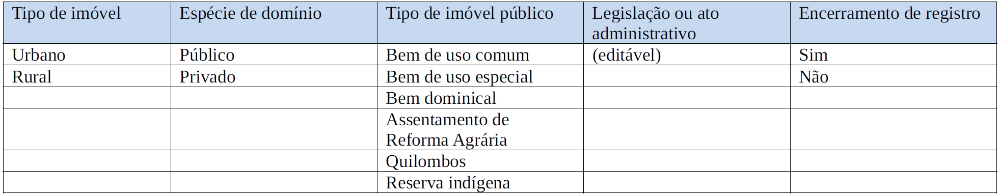 Tipo de imóvel Espécie de domínio Tipo de imóvel público Legislação ou ato administrativo Encerramento de registro
Urbano Público Bem de uso comum (editável) Sim
Rural Privado Bem de uso especial Não
Bem dominical
Assentamento de
Reforma Agrária
Quilombos
Reserva indígena